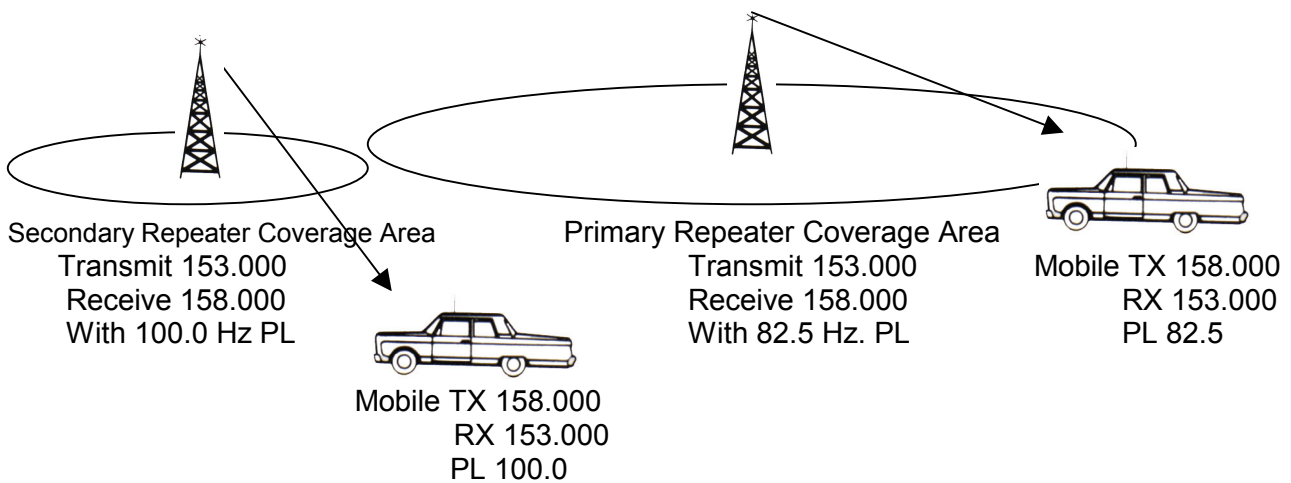 Secondary Repeater Coverage Area
Transmit 153.000
Receive 158.000
With 100.0 Hz PL
Primary Repeater Coverage Area
Transmit 153.000
Receive 158.000
With 82.5 Hz. PL
Mobile TX 158.000
RX 153.000
PL 82.5
Mobile TX 158.000
RX 153.000
PL 100.0